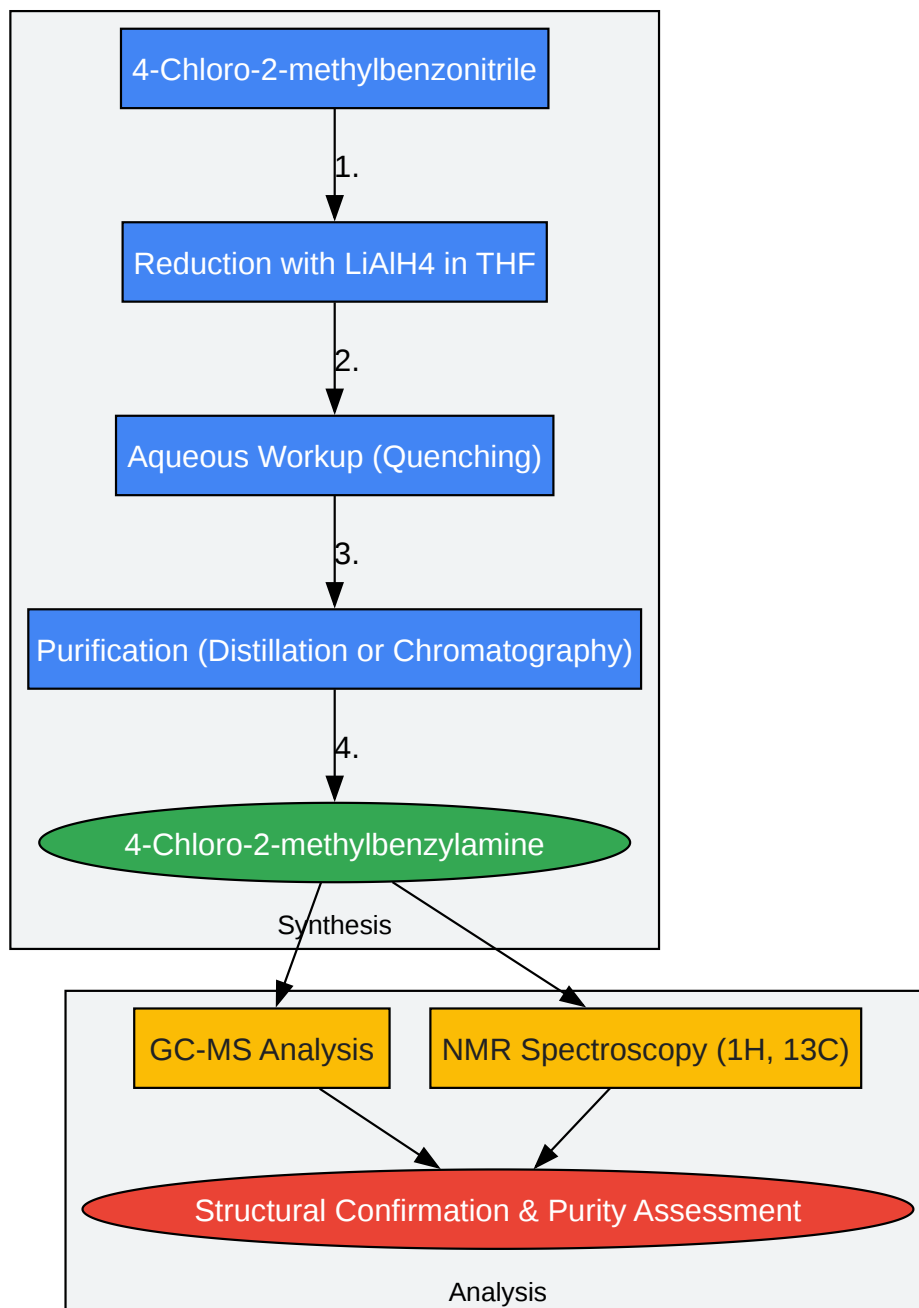 4-Chloro-2-methylbenzonitrile
1.
Reduction with LiAlH4 in THF
2.
Aqueous Workup (Quenching)
3.
Purification (Distillation or Chromatography)
4.
4-Chloro-2-methylbenzylamine
Synthesis
GC-MS Analysis
NMR Spectroscopy (1H, 13C)
Structural Confirmation & Purity Assessment
Analysis